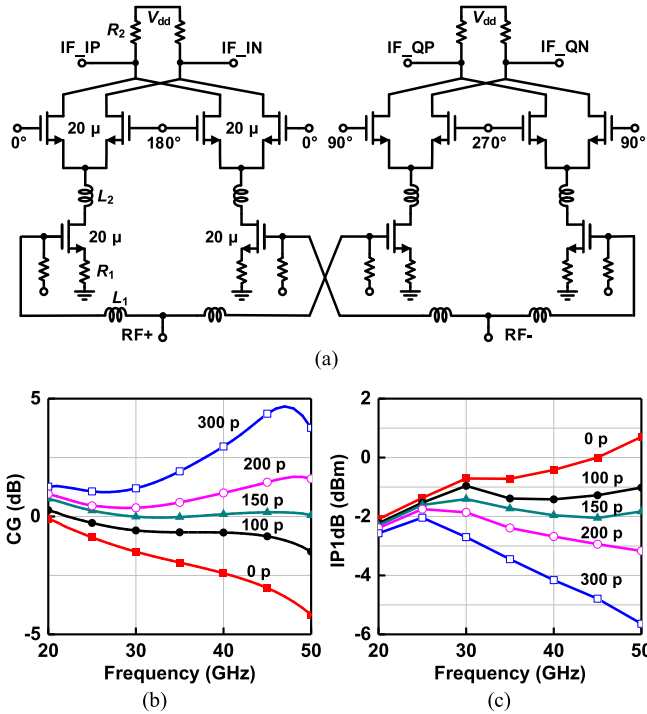 R2 Vdd Vdd
IF_IP IF_IN IF_QP IF_QN
0° 20 µ 180° 20 µ 0° 90° 270° 90°
L2
20 µ 20 µ
R1
L1
RF+ RF-
(a)
5 2
300 p 0 p
0
200 p 100 p
CG (dB) 0 150 p IP1dB (dBm) -2 150 p
100 p 200 p
-4
0 p 300 p
-5 -6
20 30 40 50 20 30 40 50
Frequency (GHz) Frequency (GHz)
(b) (c)